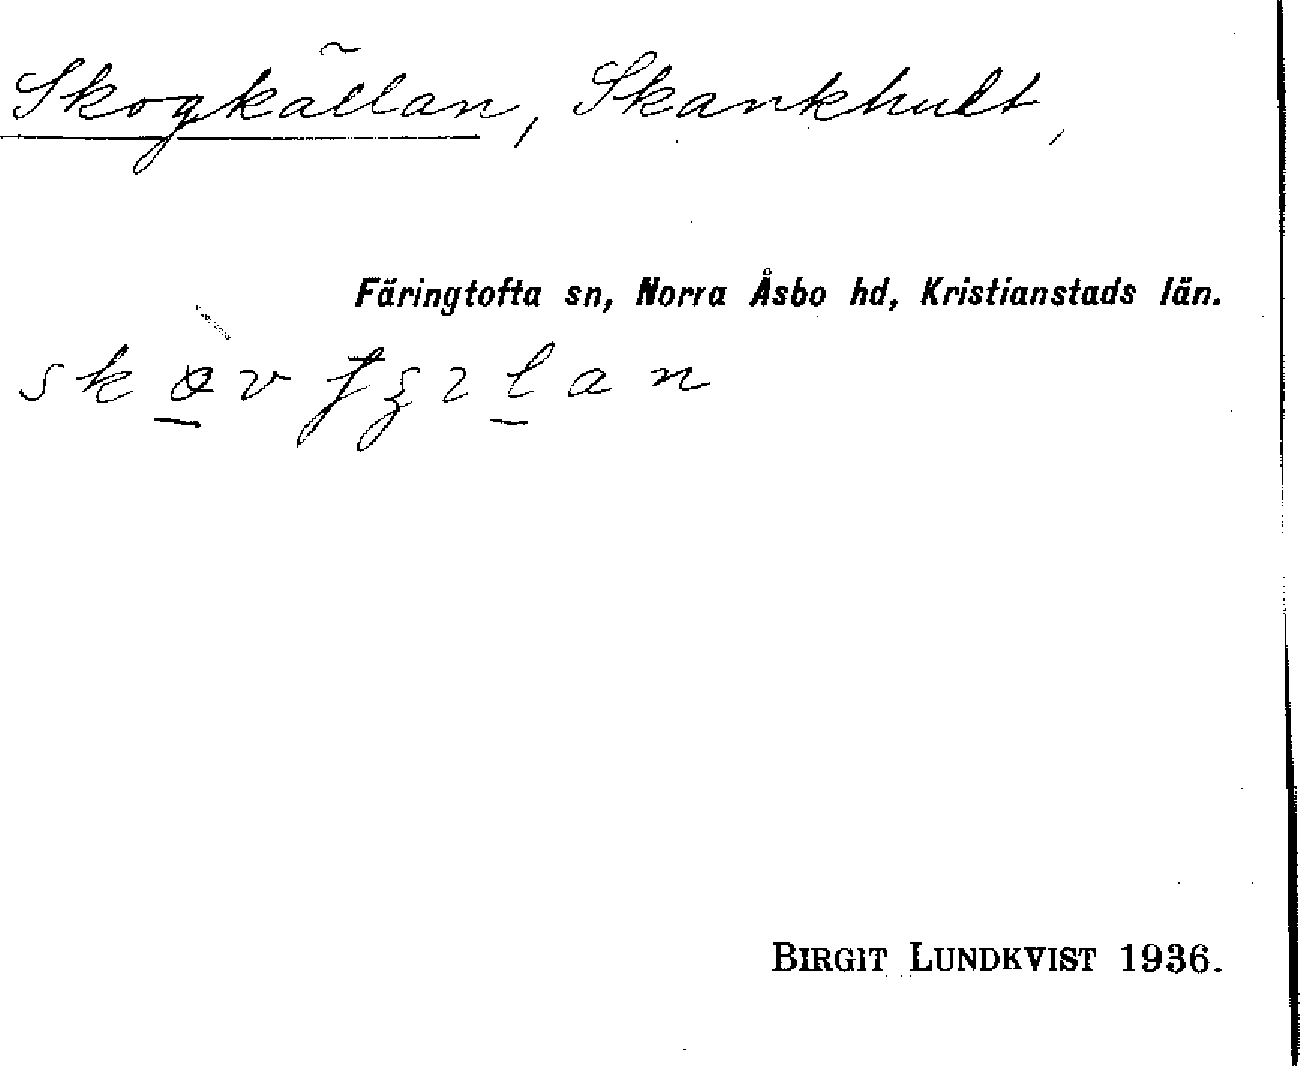 Skogkällan, Skankhult,
Färingtofta sn, Norra Åsbo hd, Kristianstads län.
BIRGIT LUNDKVIST 1936.